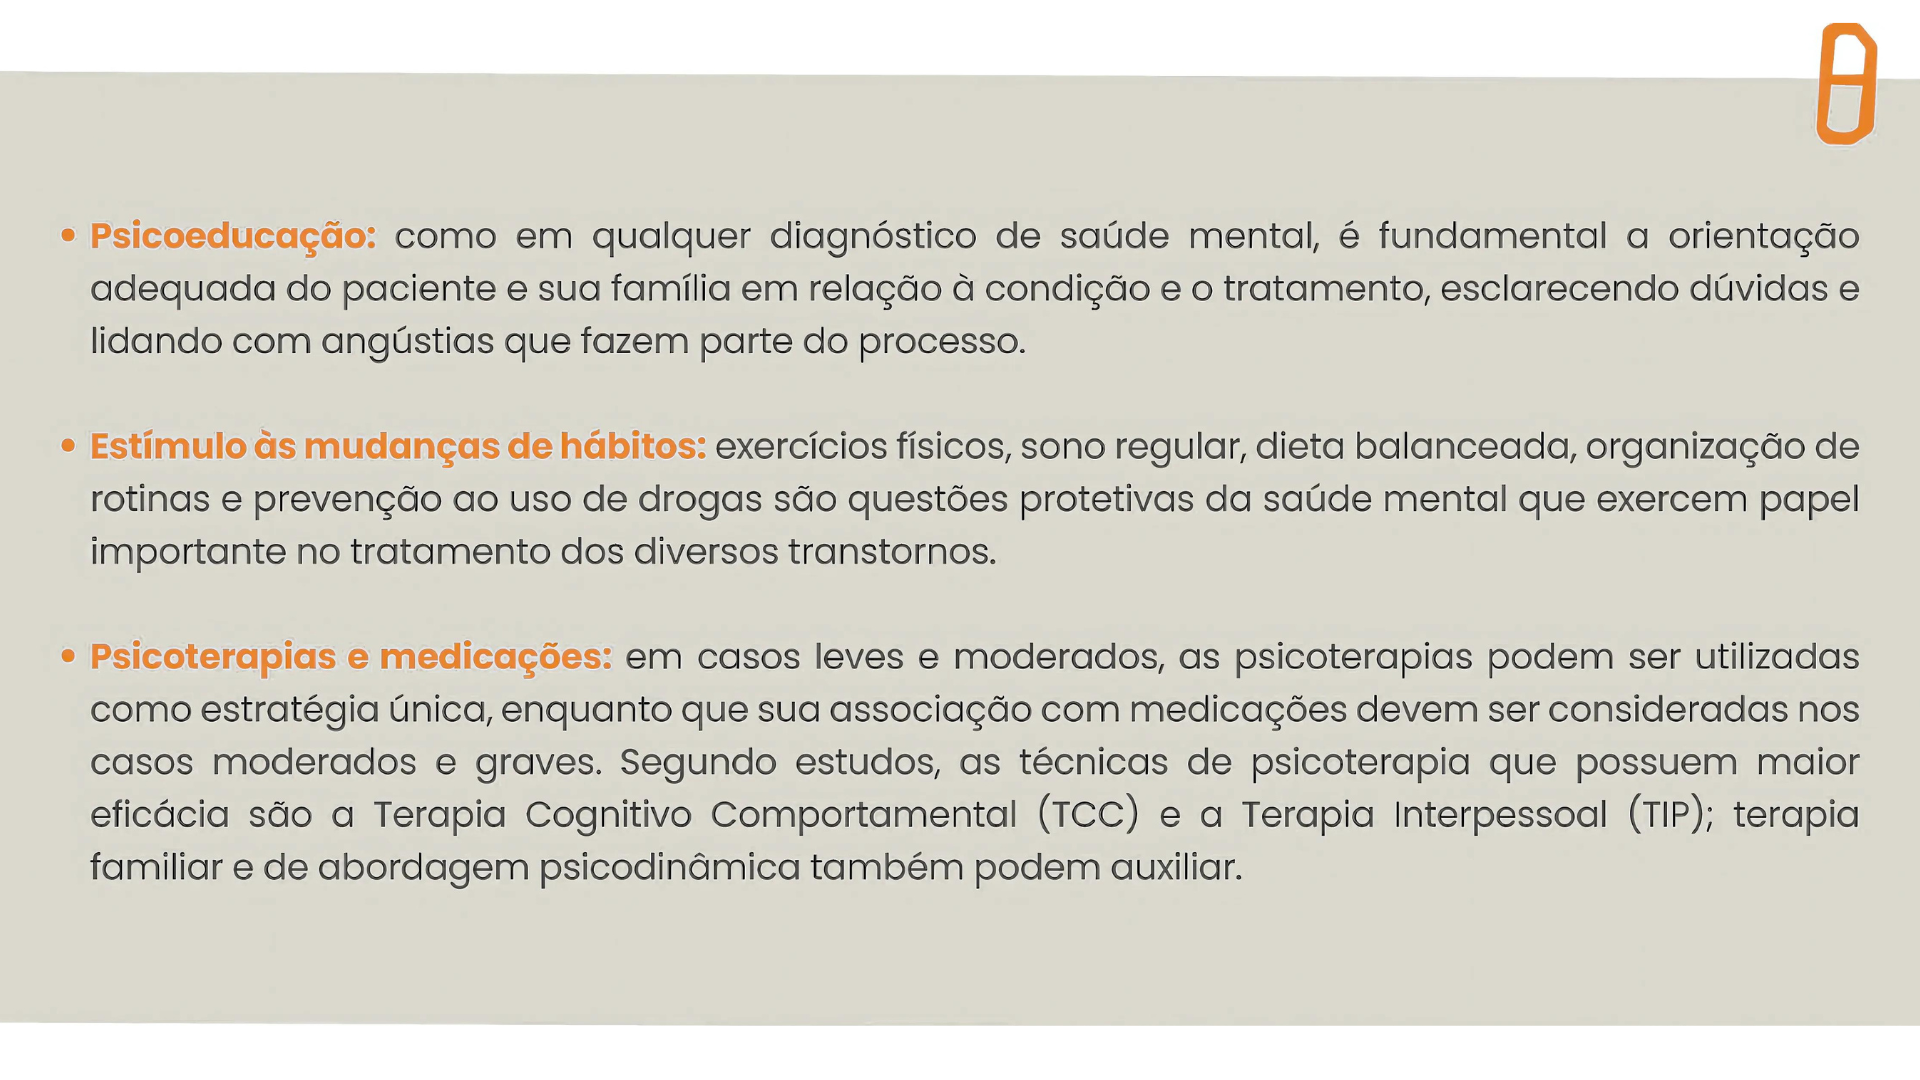 • Psicoeducação: como em qualquer diagnóstico de saúde mental, é fundamental a orientação
adequada do paciente e sua família em relação à condição e o tratamento, esclarecendo dúvidas e
lidando com angústias que fazem parte do processo.
• Estímulo às mudanças de hábitos: exercícios físicos, sono regular, dieta balanceada, organização de
rotinas e prevenção ao uso de drogas são questões protetivas da saúde mental que exercem papel
importante no tratamento dos diversos transtornos.
• Psicoterapias e medicações: em casos leves e moderados, as psicoterapias podem ser utilizadas
como estratégia única, enquanto que sua associação com medicações devem ser consideradas nos
casos moderados e graves. Segundo estudos, as técnicas de psicoterapia que possuem maior
eficácia são a Terapia Cognitivo Comportamental (TCC) e a Terapia Interpessoal (TIP); terapia
familiar e de abordagem psicodinâmica também podem auxiliar.